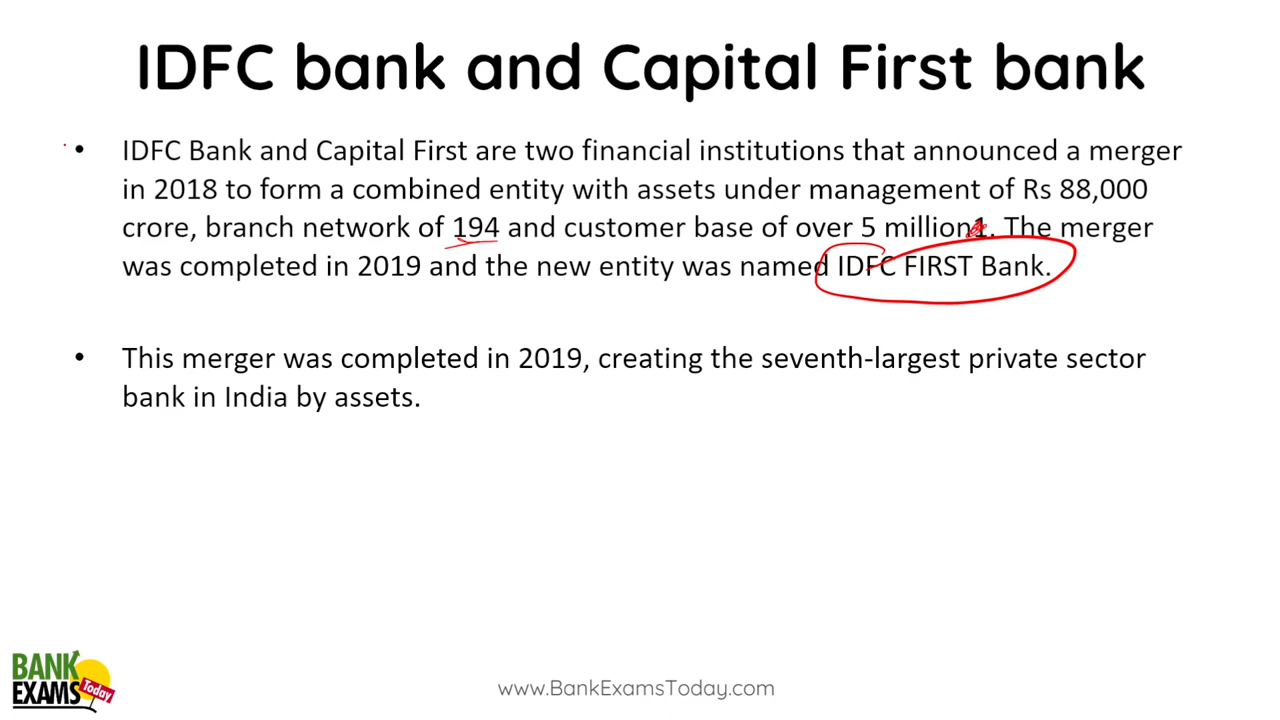 IDFC bank and Capital First bank
• IDFC Bank and Capital First are two financial institutions that announced a merger
in 2018 to form a combined entity with assets under management of Rs 88,000
crore, branch network of 194 and customer base of over 5 million1. The merger
was completed in 2019 and the new entity was named IDFC FIRST Bank.
• This merger was completed in 2019, creating the seventh-largest private sector
bank in India by assets.
BANK
EXAMS
Today
www.BankExamsToday.com